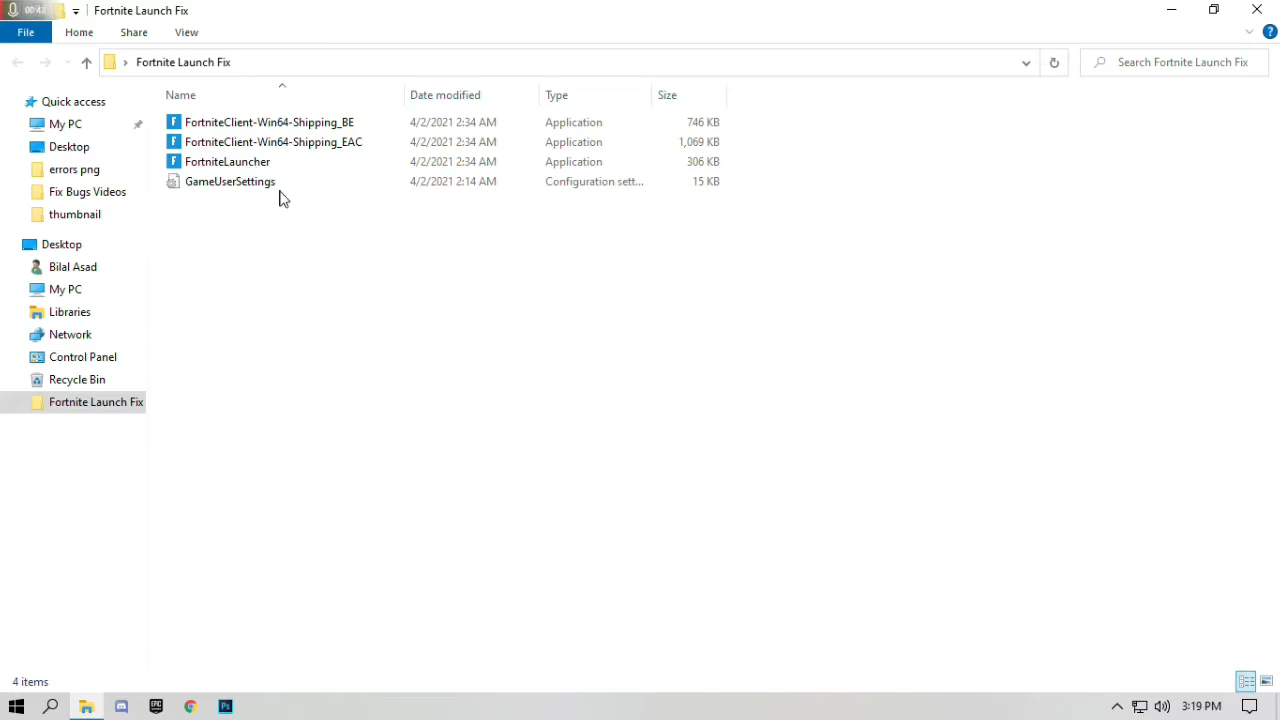 00:43 Fortnite Launch Fix
File Home Share View
Fortnite Launch Fix Search Fortnite Launch Fix
Name Date modified Type Size
Quick access
My PC
Desktop
errors png
Fix Bugs Videos
thumbnail
Desktop
Bilal Asad
My PC
Libraries
Network
Control Panel
Recycle Bin
Fortnite Launch Fix
FortniteClient-Win64-Shipping_BE 4/2/2021 2:34 AM Application 746 KB
FortniteClient-Win64-Shipping_EAC 4/2/2021 2:34 AM Application 1,069 KB
FortniteLauncher 4/2/2021 2:34 AM Application 306 KB
GameUserSettings 4/2/2021 2:14 AM Configuration sett... 15 KB
4 items
EPIC
Ps
3:19 PM